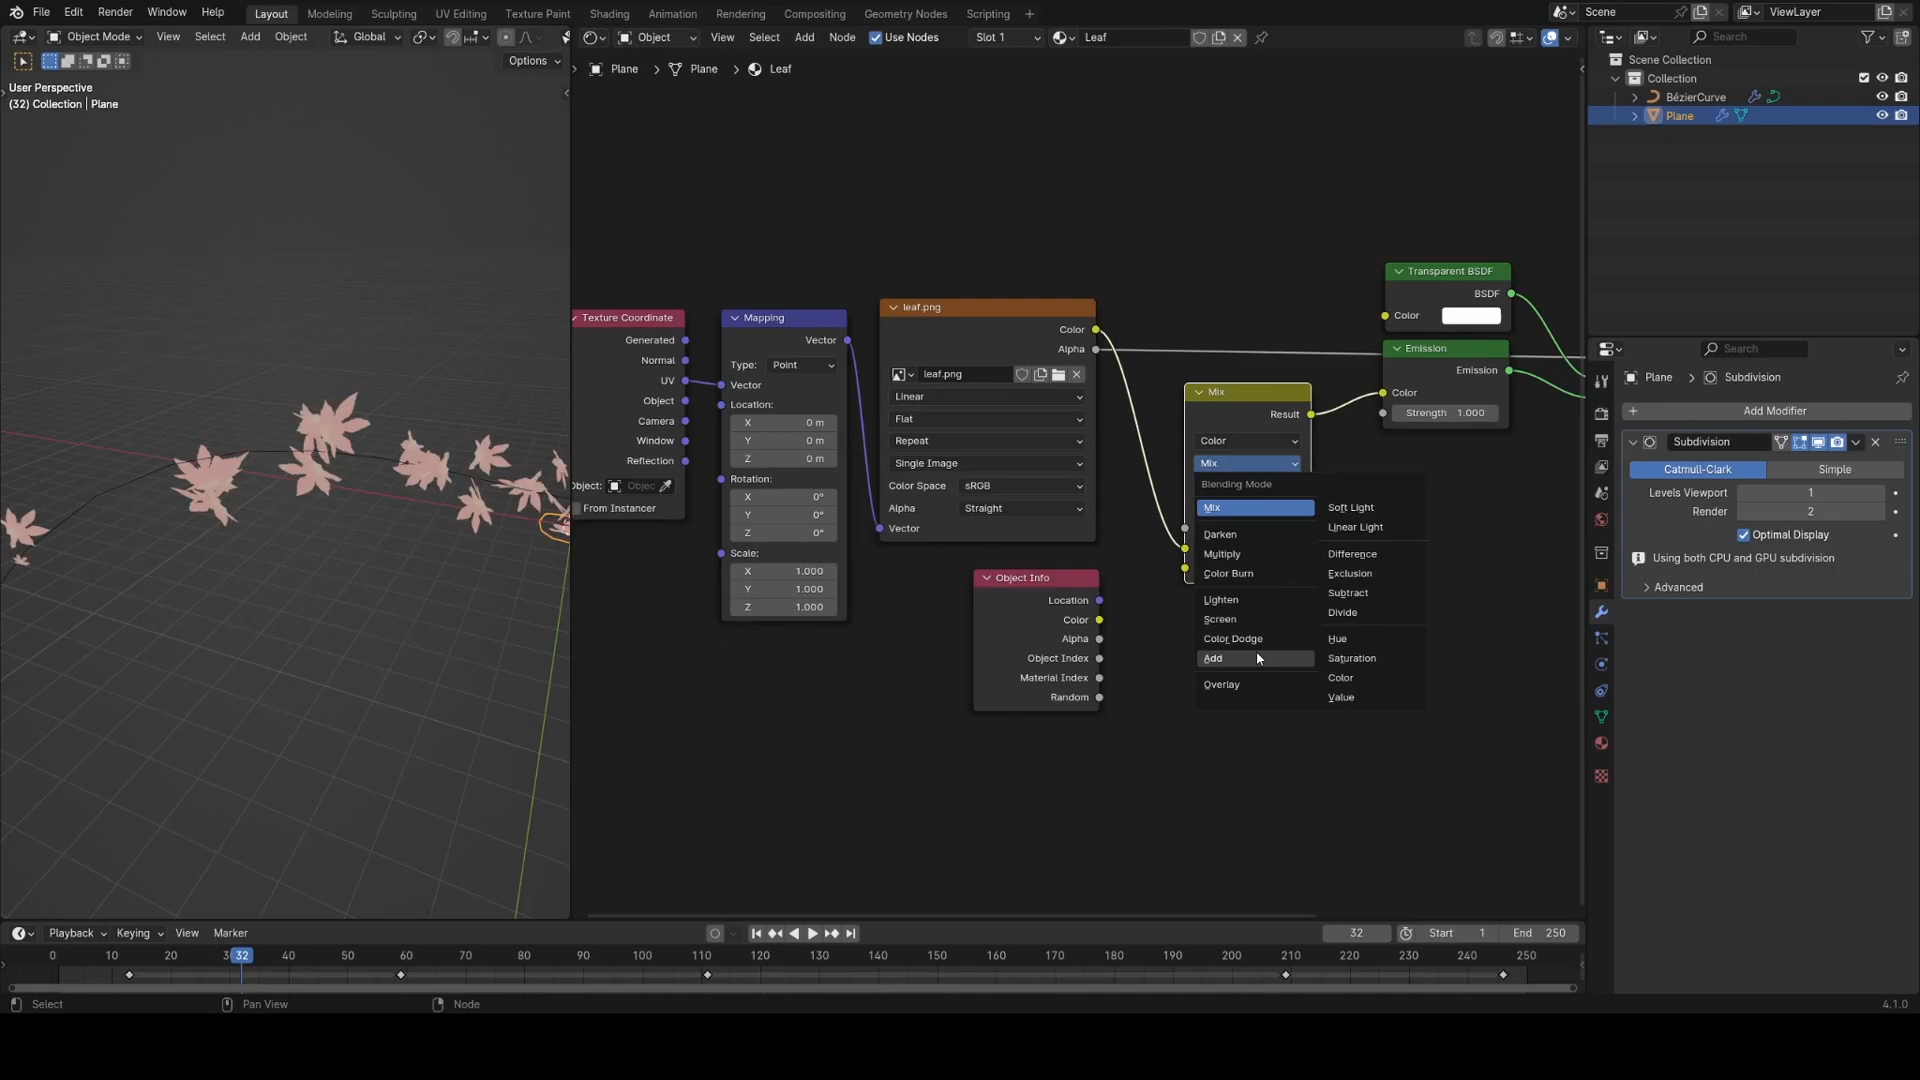 File Edit Render Window Help Layout Modeling Sculpting UV Editing Texture Paint Shading Animation Rendering Compositing Geometry Nodes Scripting + Scene ViewLayer
Object Mode View Select Add Object Global
Options
User Perspective
(32) Collection | Plane
Object View Select Add Node Use Nodes Slot 1 Leaf
Plane > Plane > Leaf
Texture Coordinate
Generated
Normal
UV
Object
Camera
Window
Reflection
From Instancer
Mapping
Vector
Type: Point
Vector
Location:
X 0 m
Y 0 m
Z 0 m
Rotation:
X 0°
Y 0°
Z 0°
Scale:
X 1.000
Y 1.000
Z 1.000
leaf.png
Color
Alpha
leaf.png
Linear
Flat
Repeat
Single Image
Color Space sRGB
Alpha Straight
Vector
Object Info
Location
Color
Alpha
Object Index
Material Index
Random
Mix
Result
Color
Mix
Blending Mode
Mix
Darken
Multiply
Color Burn
Lighten
Screen
Color Dodge
Add
Overlay
Soft Light
Linear Light
Difference
Exclusion
Subtract
Divide
Hue
Saturation
Color
Value
Transparent BSDF
BSDF
Color
Emission
Emission
Color
Strength 1.000
Search
Scene Collection
Collection
BézierCurve
Plane
Search
Plane > Subdivision
+ Add Modifier
Subdivision
Catmull-Clark Simple
Levels Viewport 1
Render 2
Optimal Display
Using both CPU and GPU subdivision
Advanced
Playback Keying View Marker 32 Start 1 End 250
0 10 20 32 40 50 60 70 80 90 100 110 120 130 140 150 160 170 180 190 200 210 220 230 240 250
Select Pan View Node 4.1.0